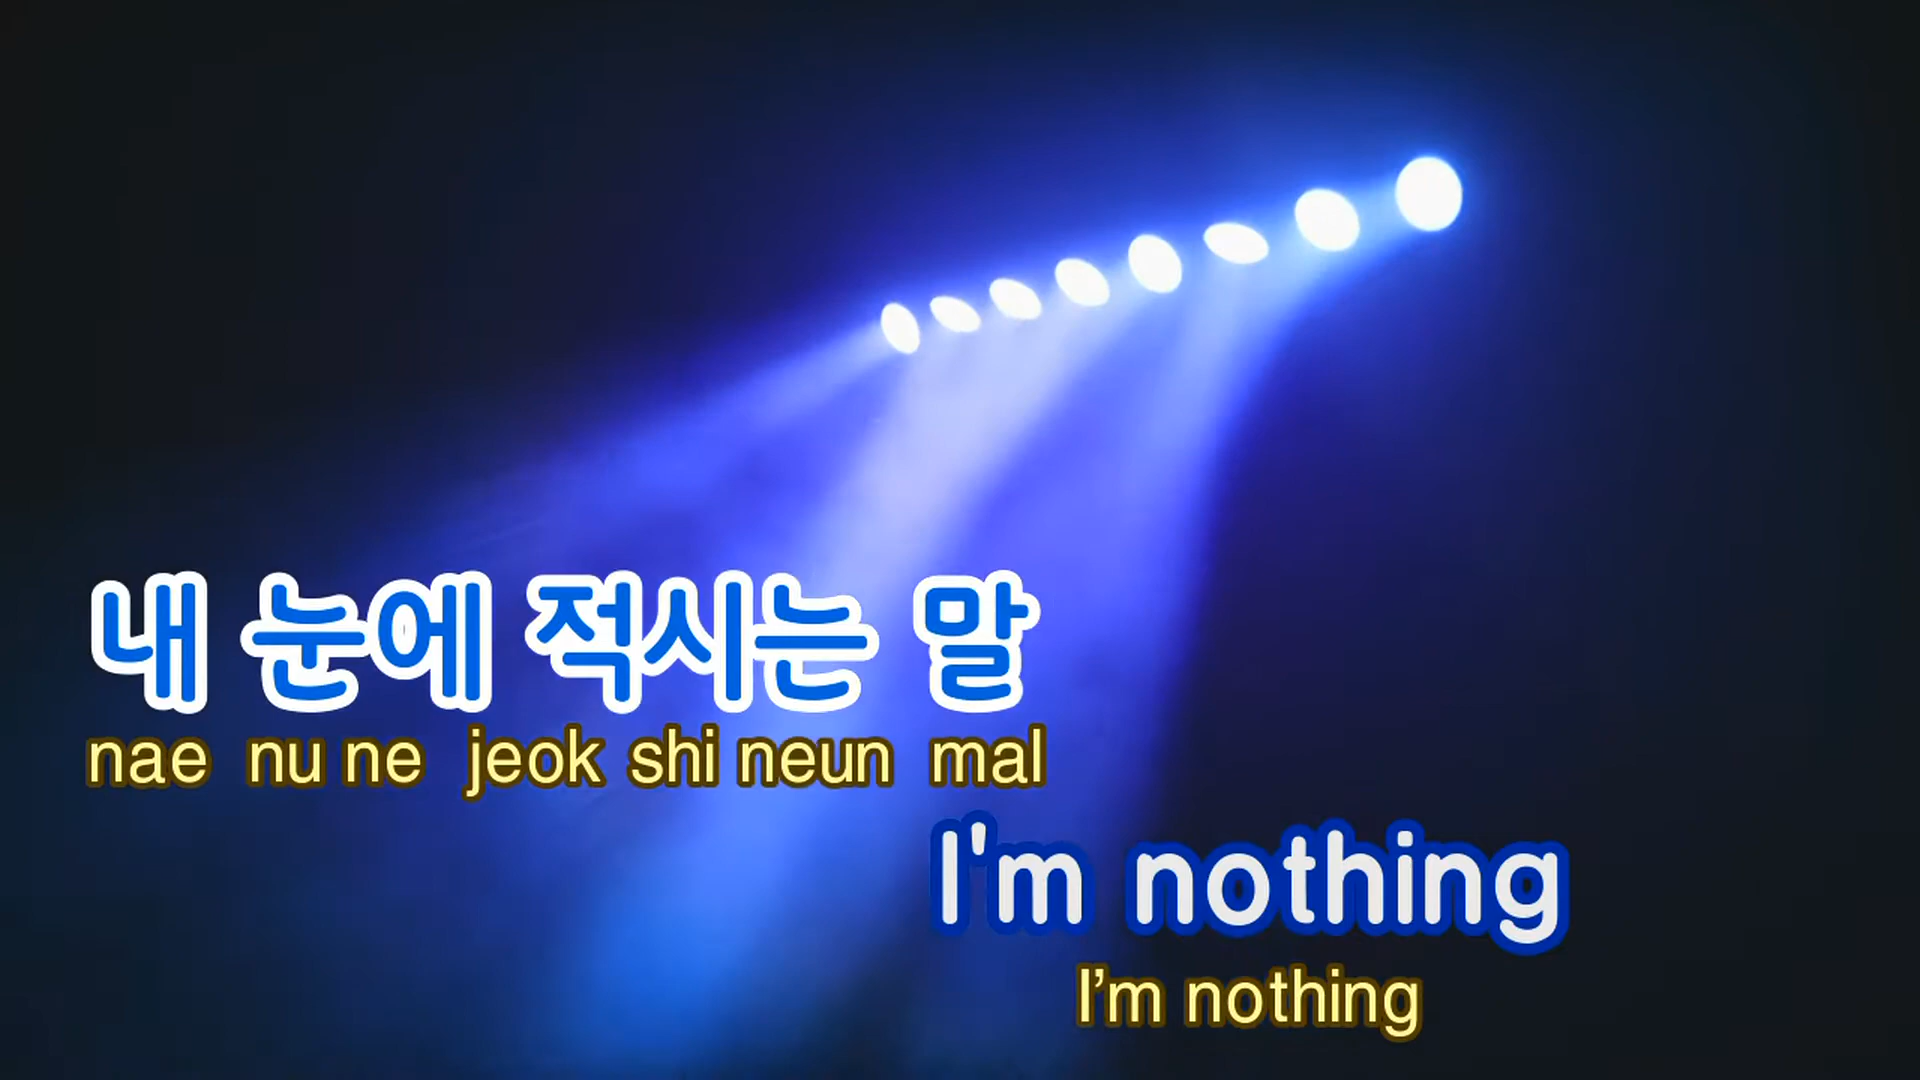 내 눈에 적시는 말
nae nu ne jeok shi neun mal
I'm nothing
I’m nothing